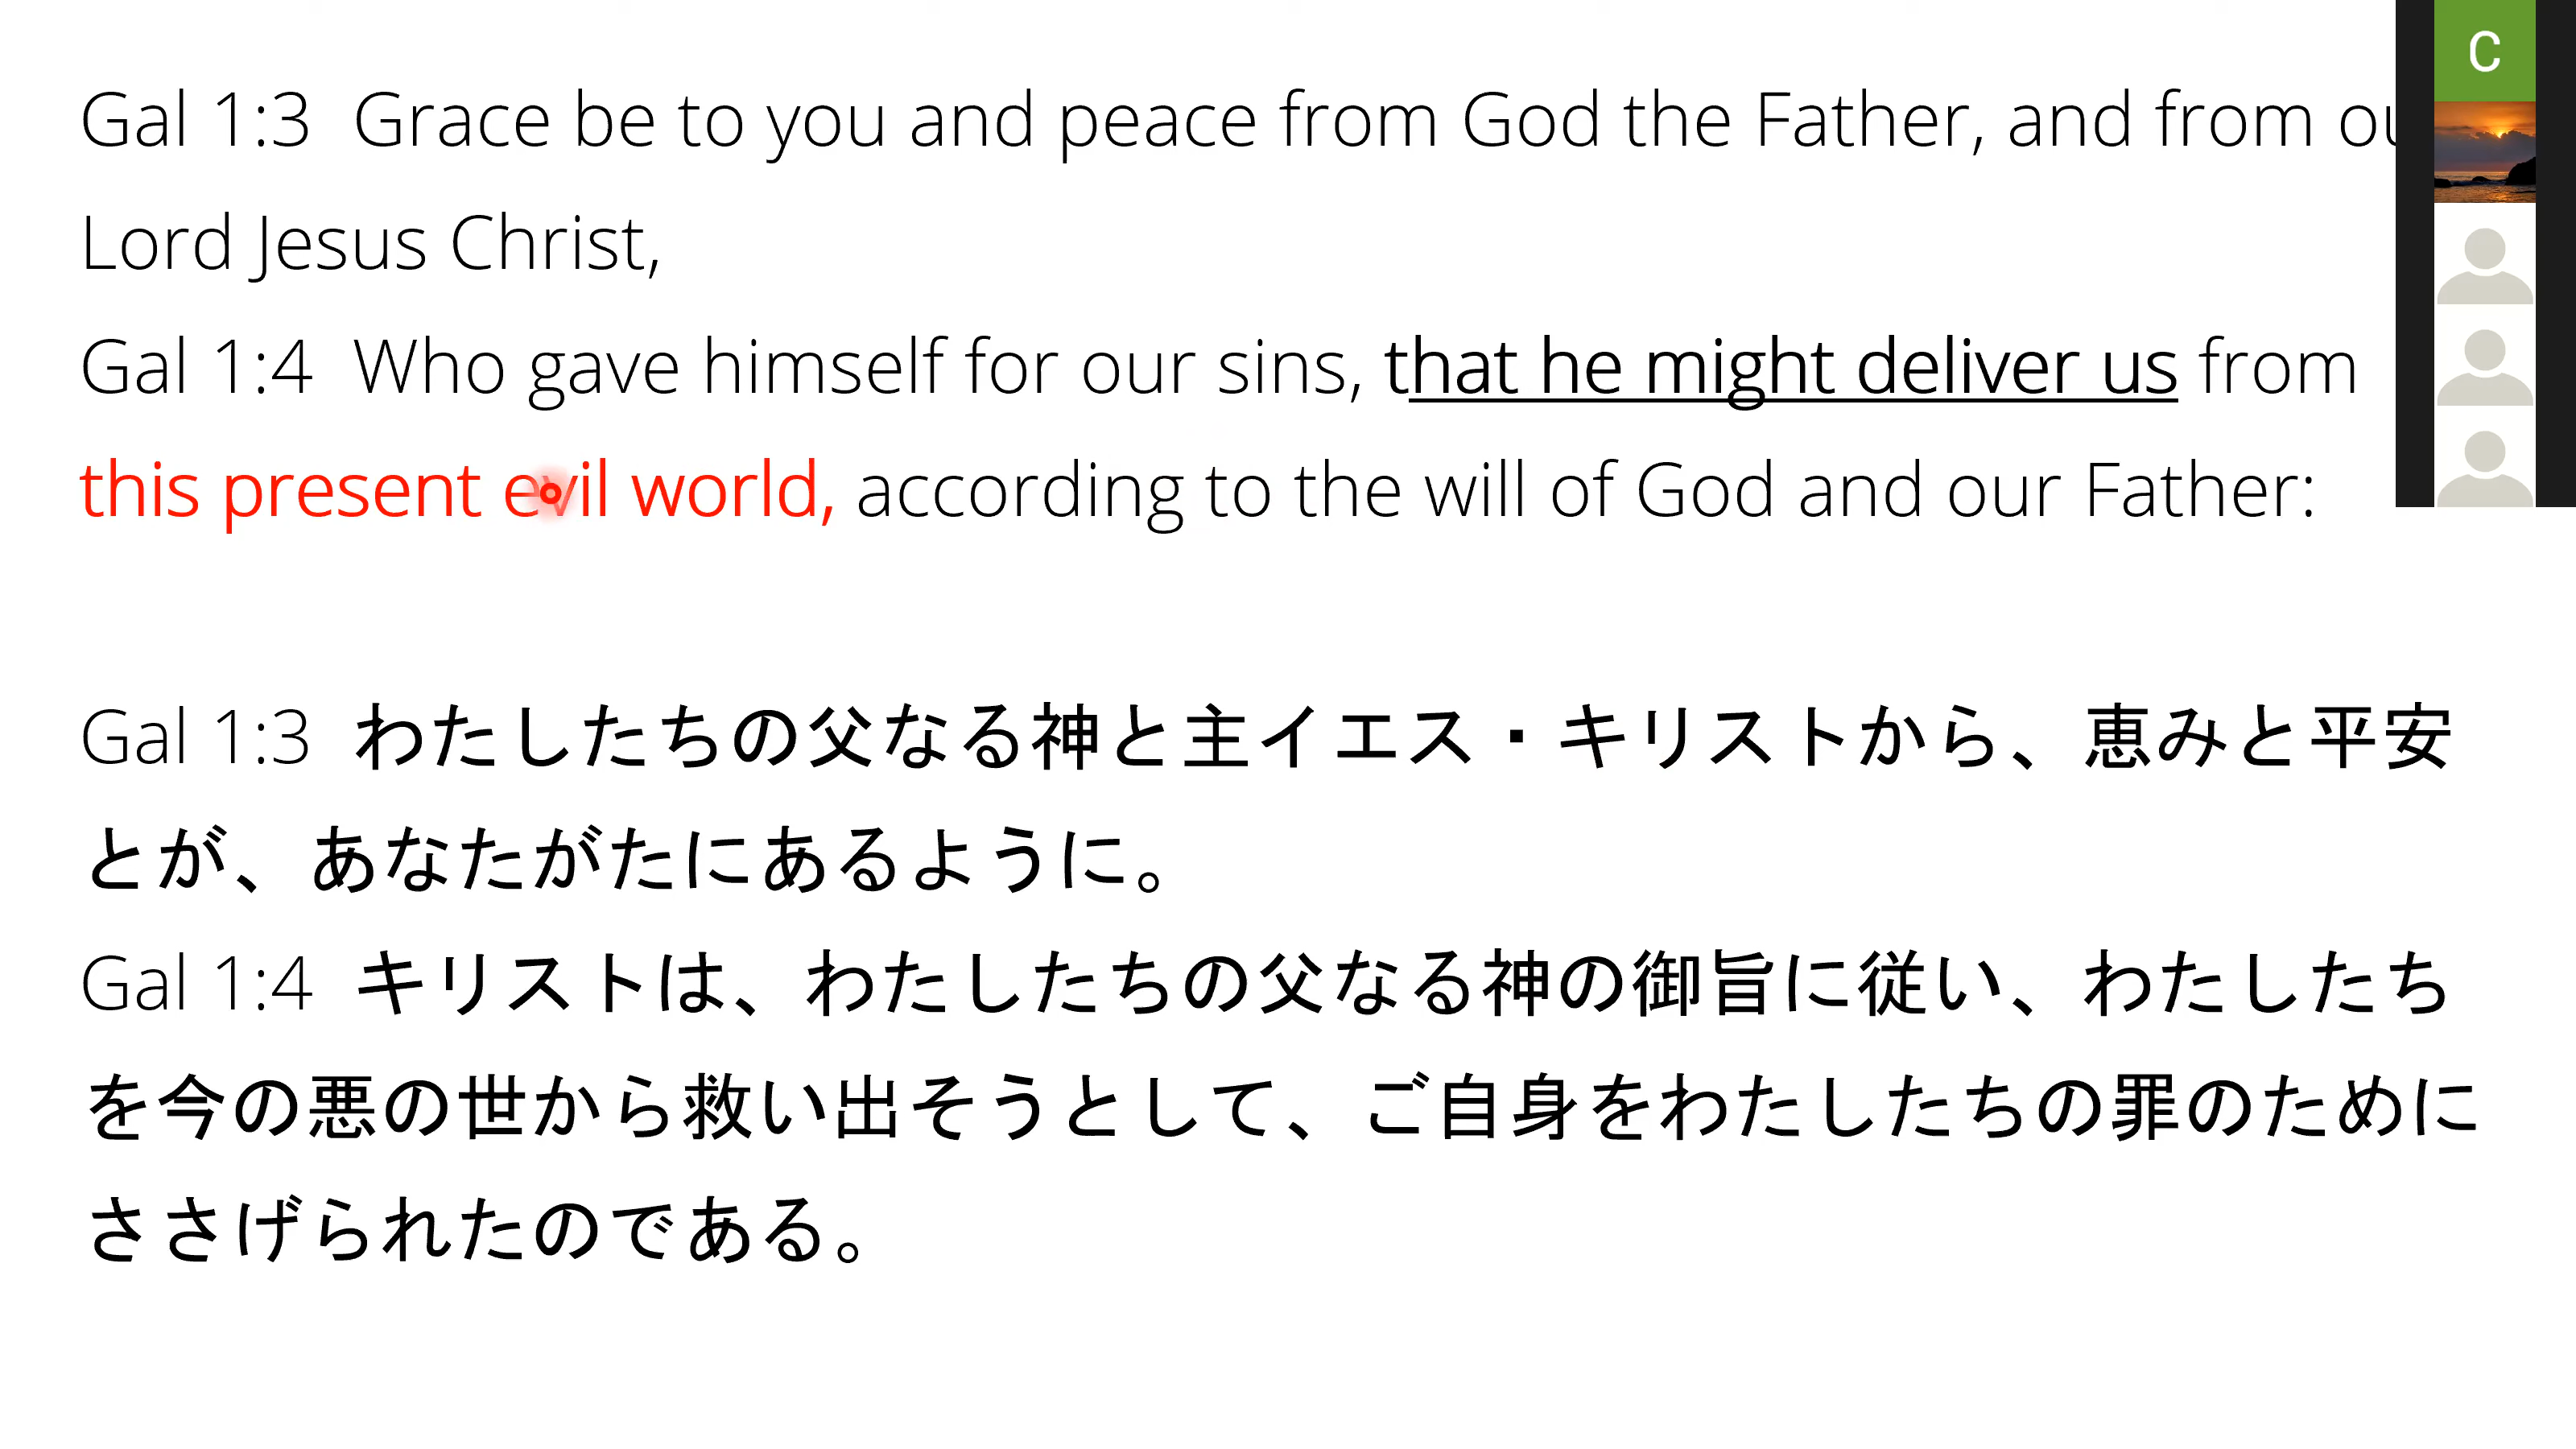 Gal 1:3 Grace be to you and peace from God the Father, and from
Lord Jesus Christ,
Gal 1:4 Who gave himself for our sins, that he might deliver us from
this present evil world, according to the will of God and our Father:
Gal 1:3 わたしたちの父なる神と主イエス・キリストから、恵みと平安
とが、あなたがたにあるように。
Gal 1:4 キリストは、わたしたちの父なる神の御旨に従い、わたしたち
を今の悪の世から救い出そうとして、ご自身をわたしたちの罪のために
ささげられたのである。
C